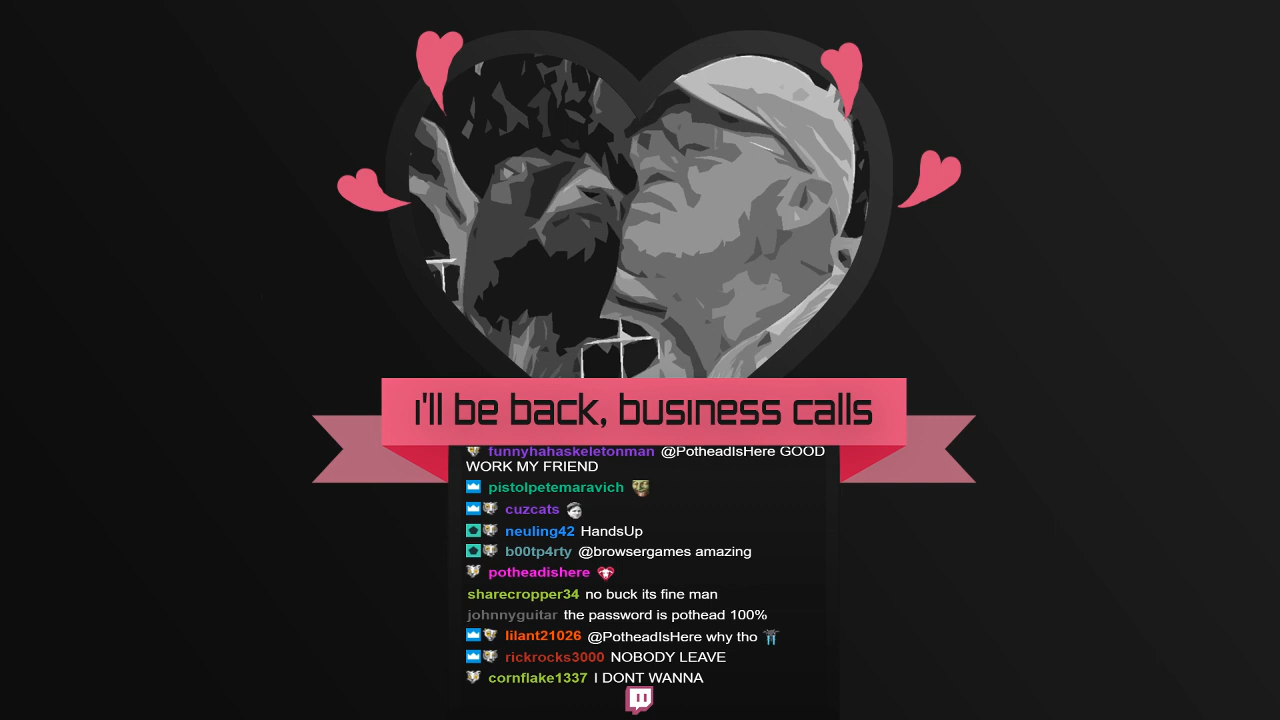 i'll be back, business calls
funnyhahaskeletonman @PotheadIsHere GOOD
WORK MY FRIEND
pistolpetemaravich
cuzcats
neuling42 HandsUp
b00tp4rty @browsergames amazing
potheadishere
sharecropper34 no buck its fine man
johnnyguitar the password is pothead 100%
lilant21026 @PotheadIsHere why tho
rickrocks3000 NOBODY LEAVE
cornflake1337 I DONT WANNA